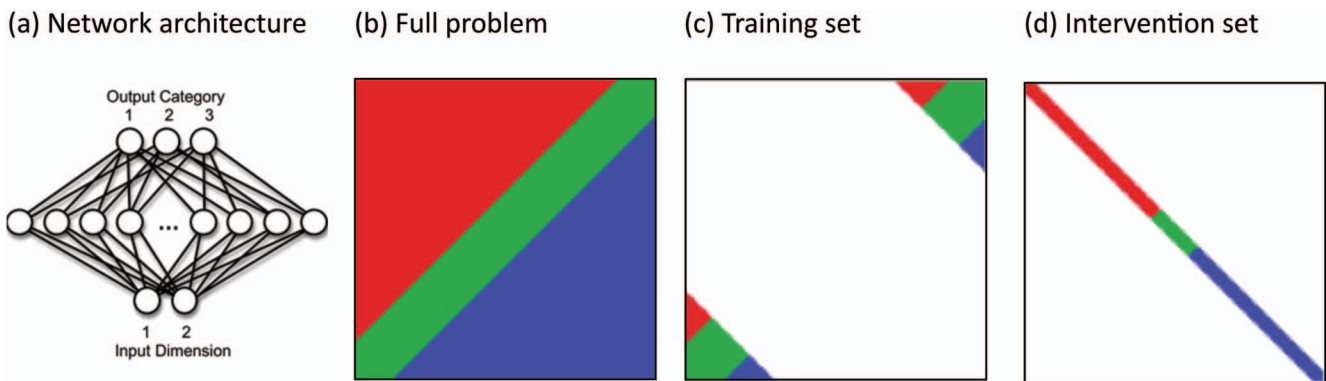 (a) Network architecture
(b) Full problem
(c) Training set
(d) Intervention set
Output Category
1 2 3
...
1 2
Input Dimension